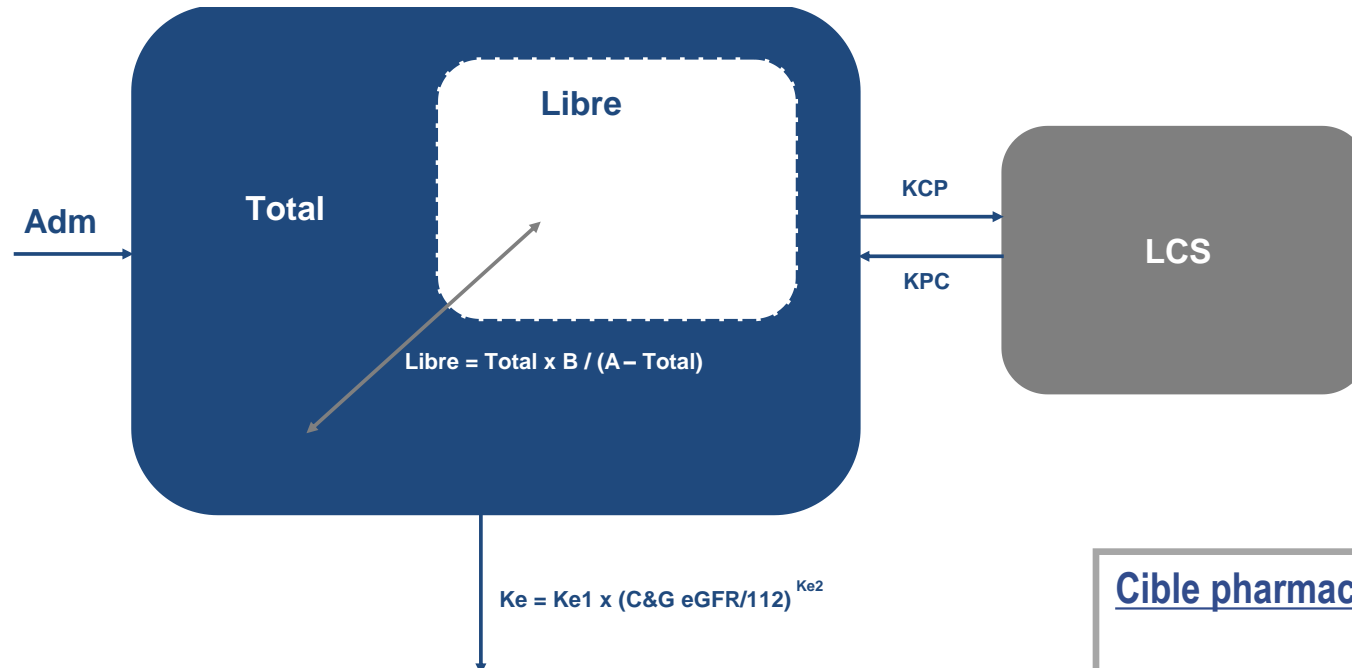 Libre
Total
Adm
KCP
KPC
LCS
Libre = Total x B / (A – Total)
Ke = Ke1 x (C&G eGFR/112) Ke2
Cible pharmac